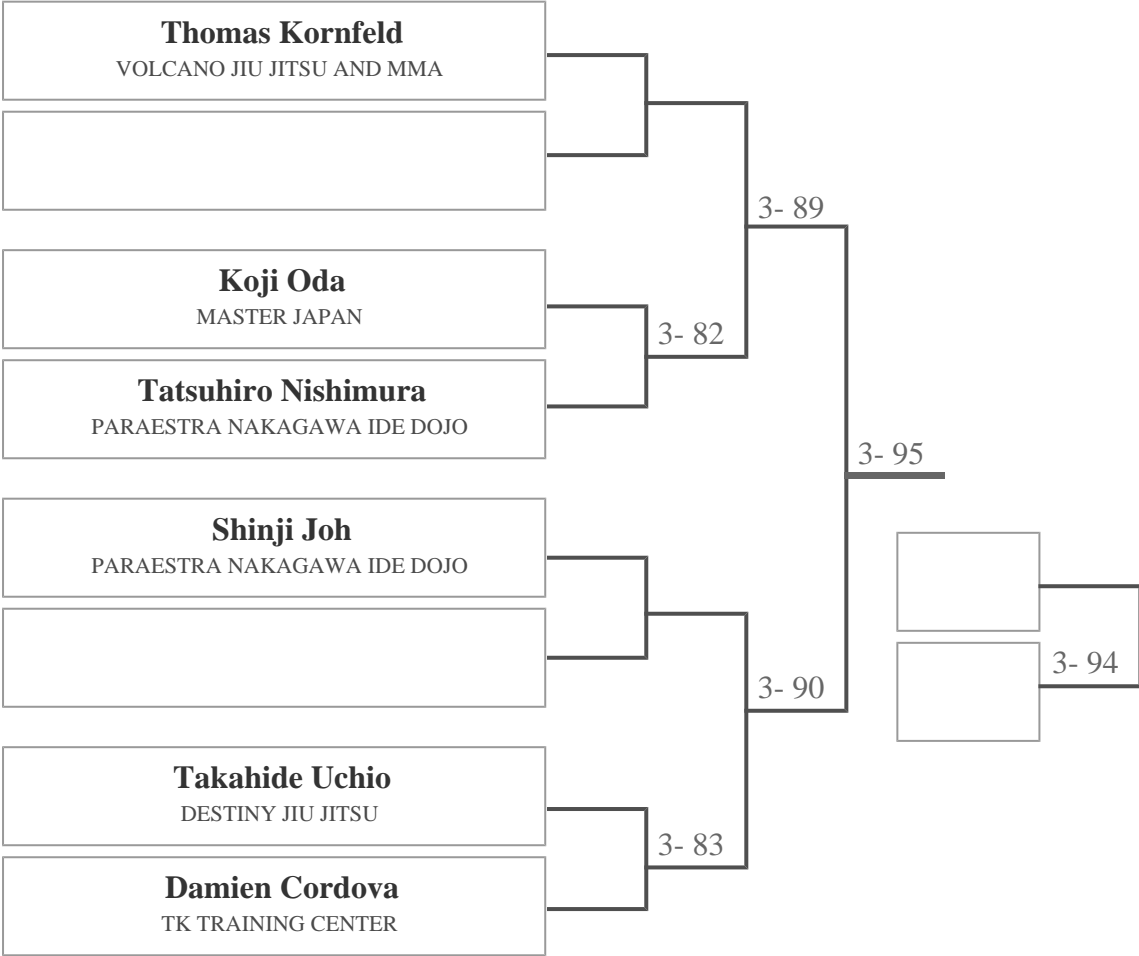 Thomas Kornfeld
VOLCANO JIU JITSU AND MMA
3- 89
Koji Oda
MASTER JAPAN
3- 82
Tatsuhiro Nishimura
PARAESTRA NAKAGAWA IDE DOJO
3- 95
Shinji Joh
PARAESTRA NAKAGAWA IDE DOJO
3- 94
3- 90
Takahide Uchio
DESTINY JIU JITSU
3- 83
Damien Cordova
TK TRAINING CENTER